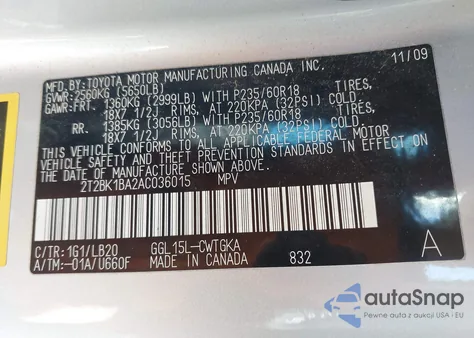 MFD. BY: TOYOTA MOTOR MANUFACTURING CANADA INC. 11/09
GVWR: 2560KG (5650LB)
GAWR: FRT. 1360KG (2999LB) WITH P235/60R18 TIRES,
18X7 1/2J RIMS, AT 220KPA (32PSI) COLD.
RR. 1385KG (3056LB) WITH P235/60R18 TIRES,
18X7 1/2J RIMS, AT 220KPA (32PSI) COLD.
THIS VEHICLE CONFORMS TO ALL APPLICABLE FEDERAL MOTOR
VEHICLE SAFETY AND THEFT PREVENTION STANDARDS IN EFFECT ON
THE DATE OF MANUFACTURE SHOWN ABOVE.
2T2BK1BA2AC036015 MPV
C/TR: 1G1/LB20 GGL15L-CWTGKA
A/TM: -01A/U660F MADE IN CANADA 832 A
autoSnap
Pewne auta z aukcji USA i EU